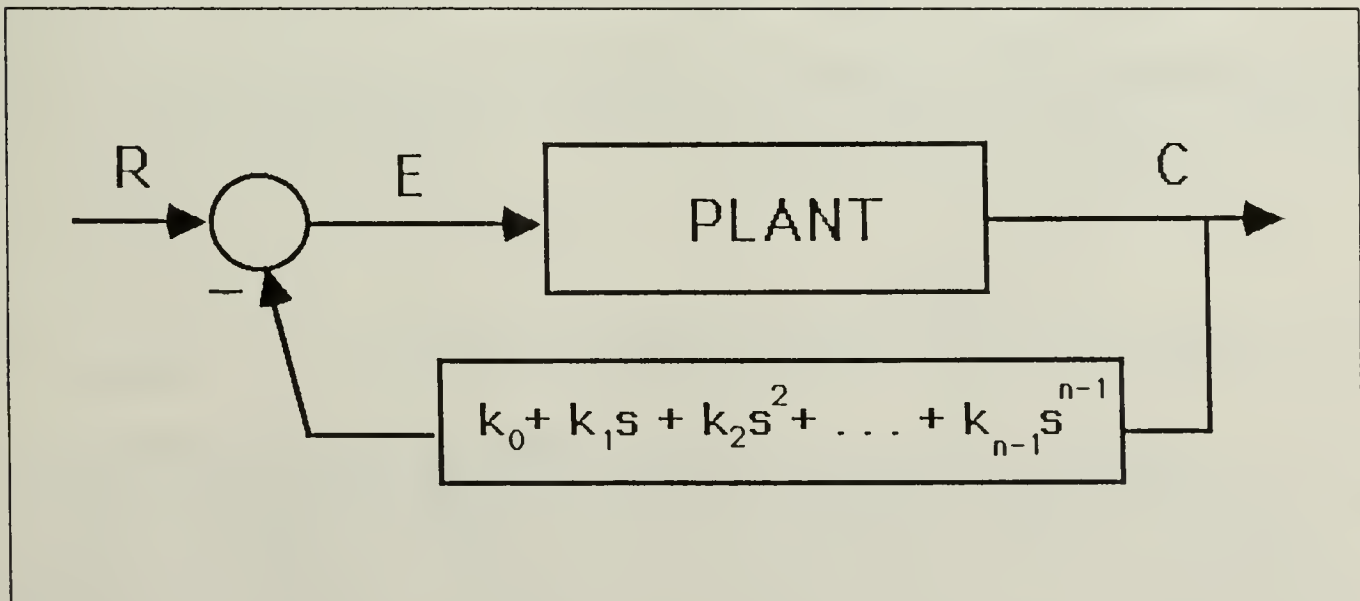 R
E
PLANT
C
−
k₀+ k₁s + k₂s²+ . . . + kₙ₋₁sⁿ⁻¹